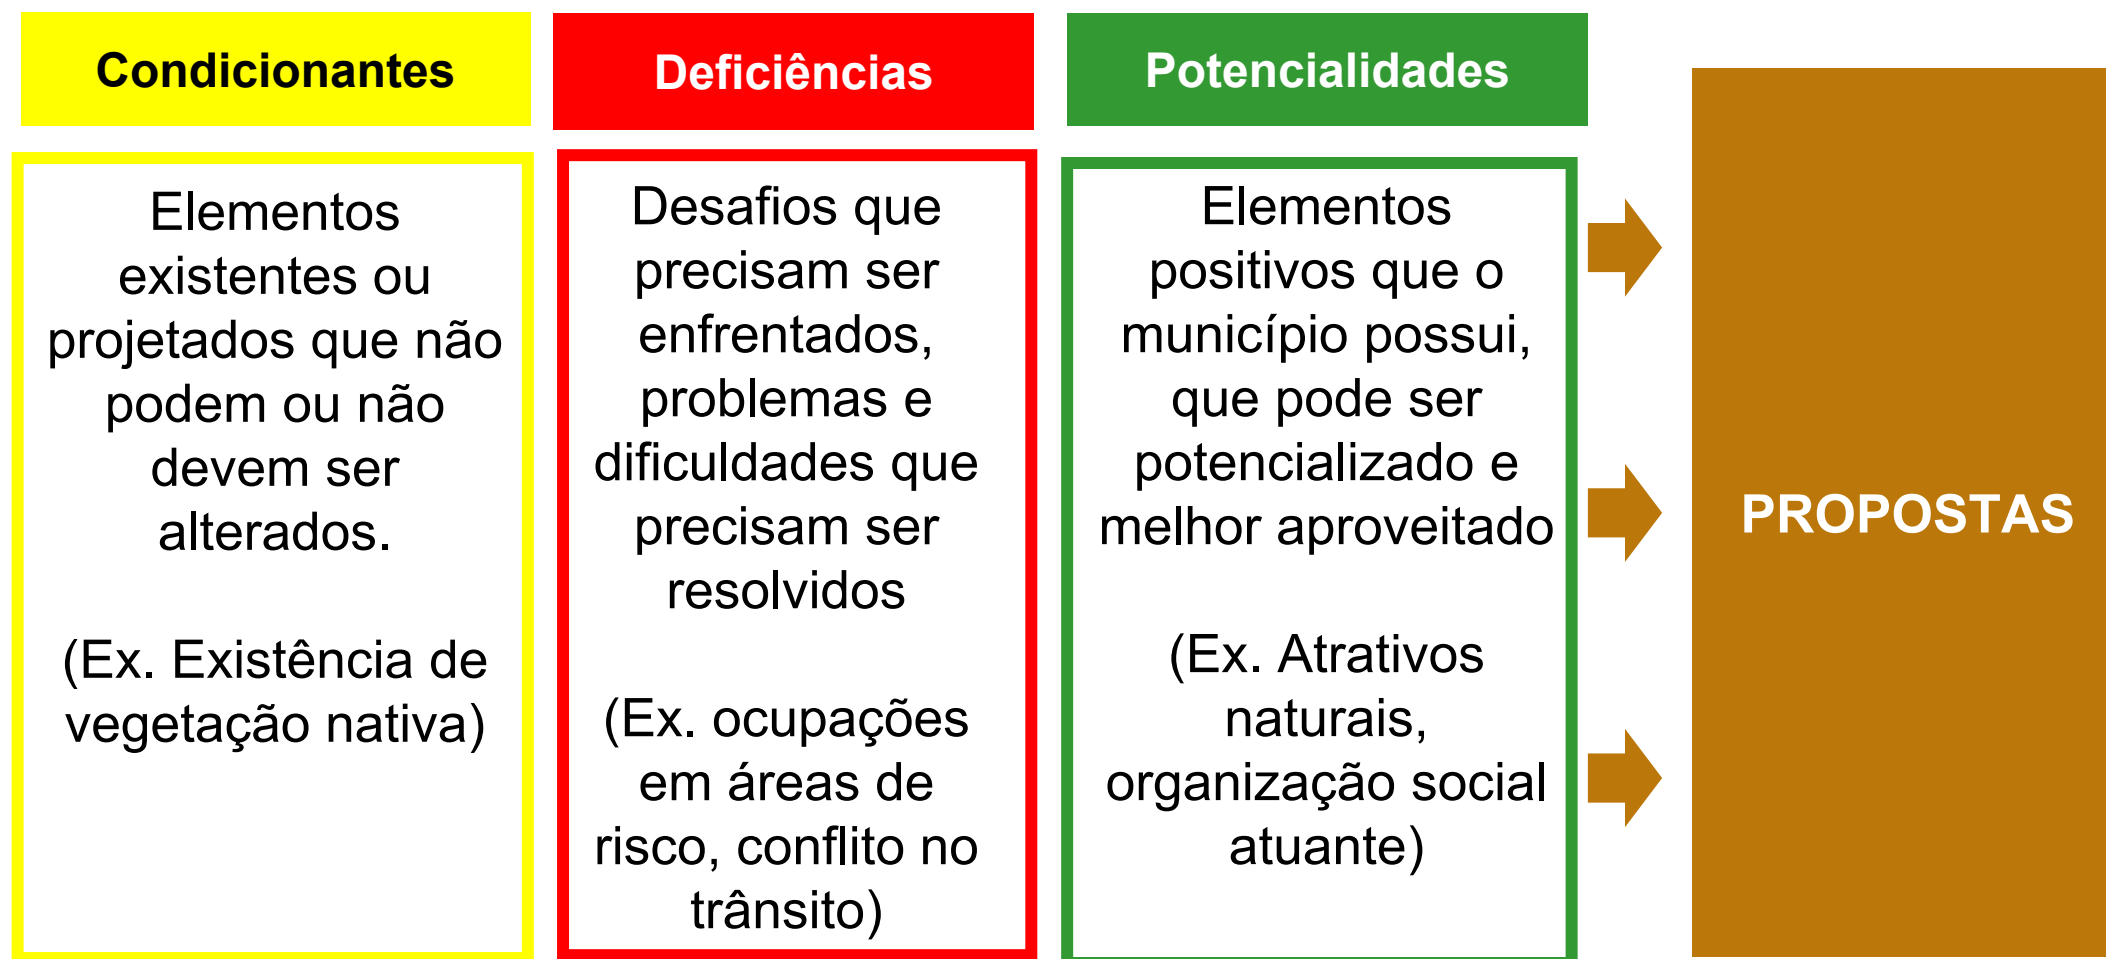 Condicionantes
Elementos
existentes ou
projetados que não
podem ou não
devem ser
alterados.
(Ex. Existência de
vegetação nativa)
Deficiências
Desafios que
precisam ser
enfrentados,
problemas e
dificuldades que
precisam ser
resolvidos
(Ex. ocupações
em áreas de
risco, conflito no
trânsito)
Potencialidades
Elementos
positivos que o
município possui,
que pode ser
potencializado e
melhor aproveitado
(Ex. Atrativos
naturais,
organização social
atuante)
PROPOSTAS